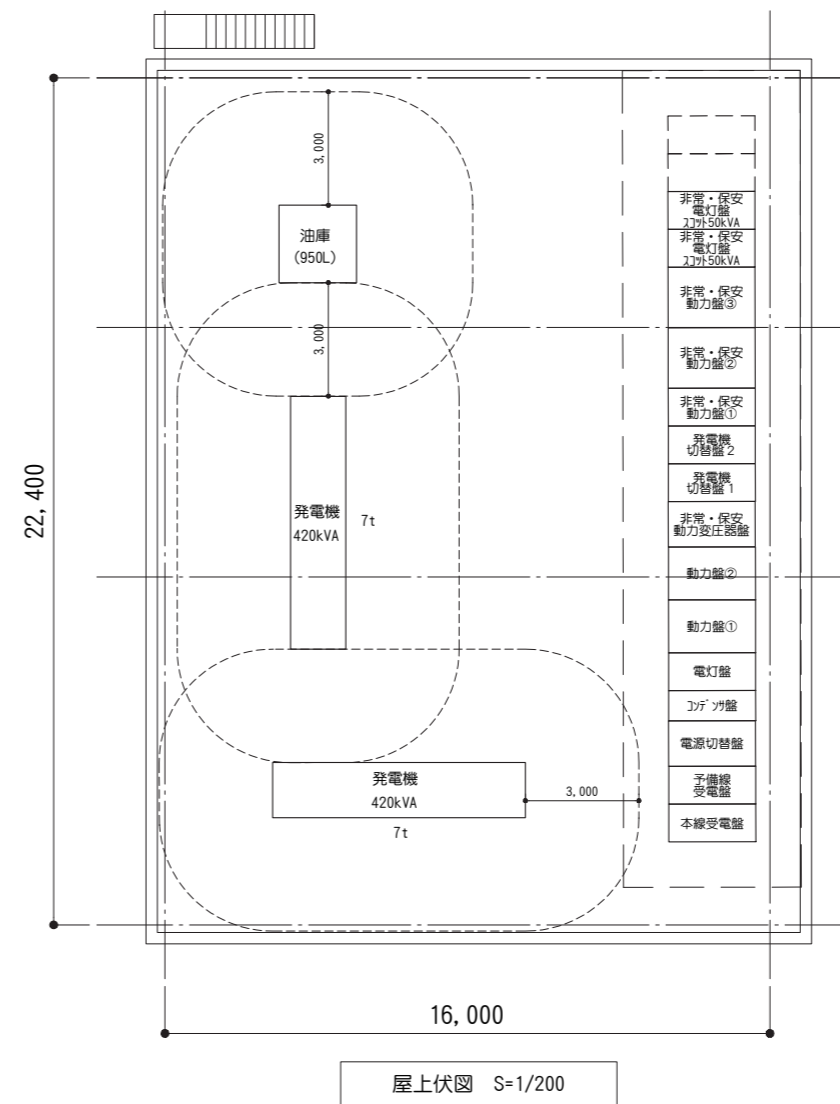 3,000
油庫
(950L)
3,000
22,400
発電機
420kVA
7t
発電機
420kVA
7t
3,000
非常・保安
電灯盤
ｽｺｯﾄ50kVA
非常・保安
電灯盤
ｽｺｯﾄ50kVA
非常・保安
動力盤③
非常・保安
動力盤②
非常・保安
動力盤①
発電機
切替盤2
発電機
切替盤1
非常・保安
動力変圧器盤
動力盤②
動力盤①
電灯盤
ｺﾝﾃﾞﾝｻ盤
電源切替盤
予備線
受電盤
本線受電盤
16,000
屋上伏図 S=1/200